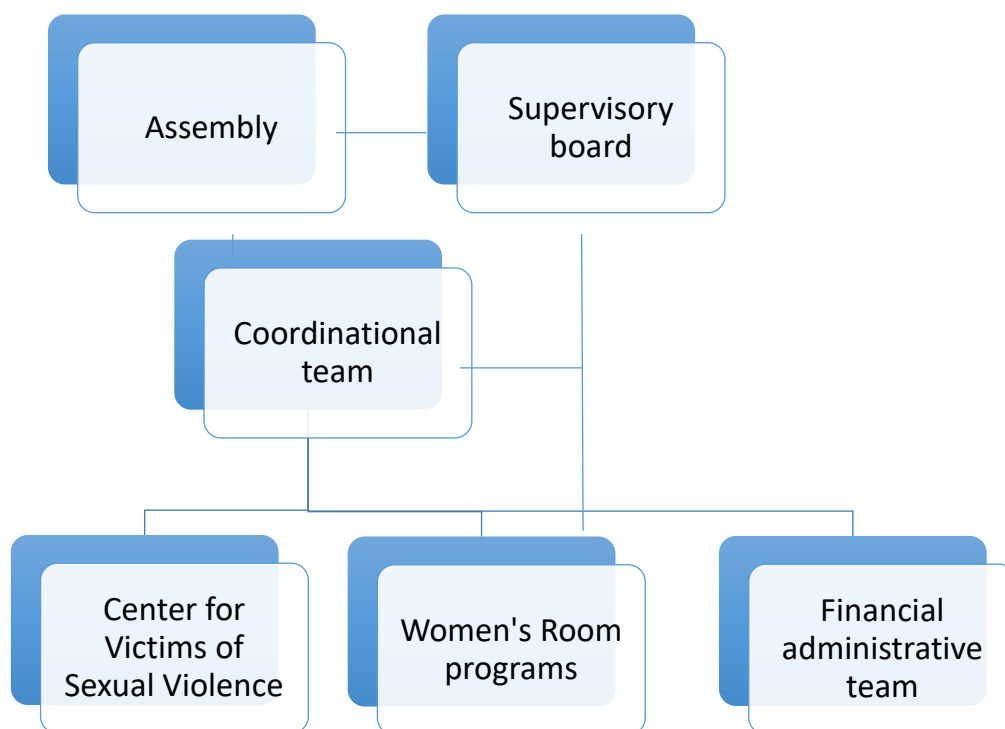 Assembly
Supervisory
board
Coordinational
team
Center for
Victims of
Sexual Violence
Women's Room
programs
Financial
administrative
team